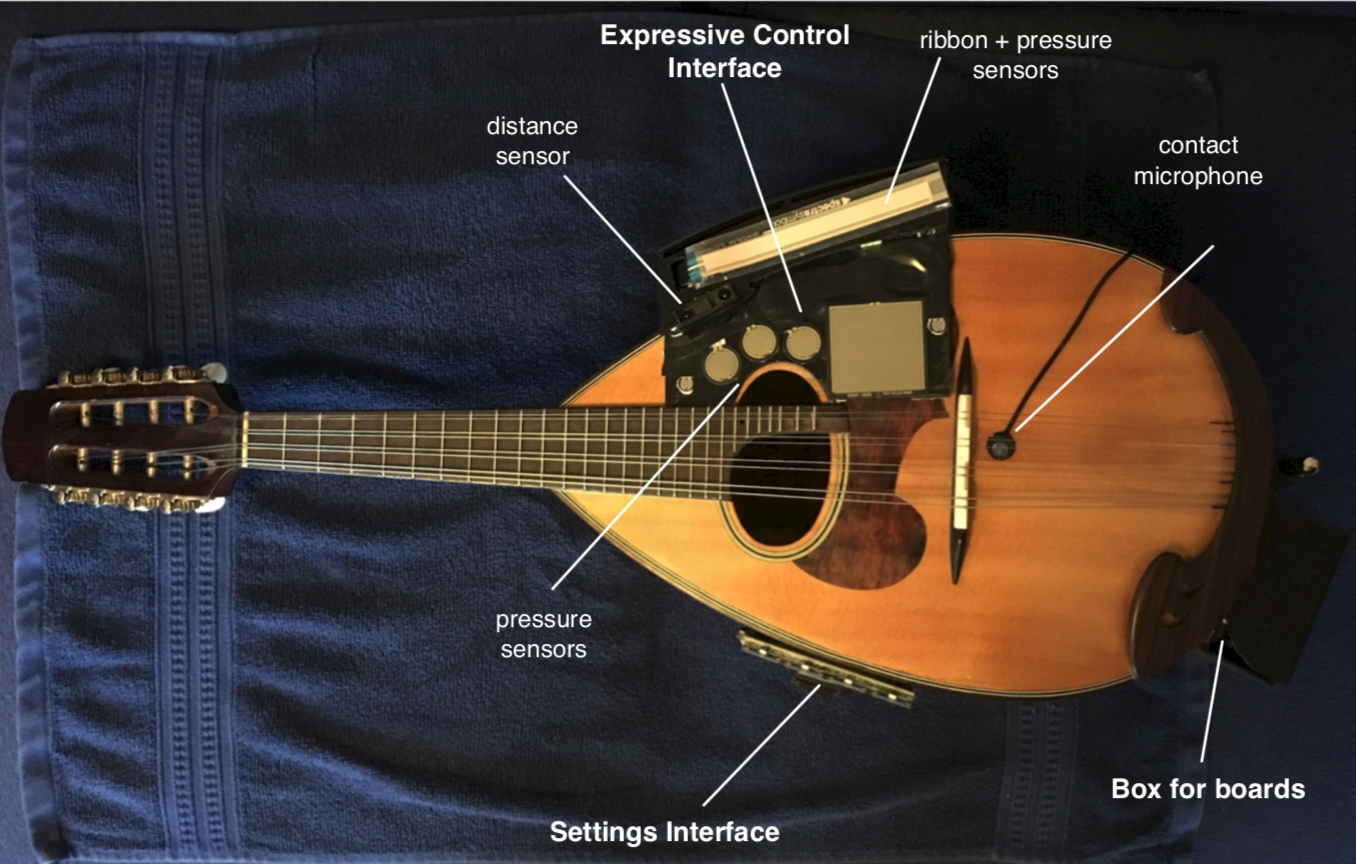 Expressive Control
Interface
ribbon + pressure
sensors
distance
sensor
contact
microphone
pressure
sensors
Box for boards
Settings Interface